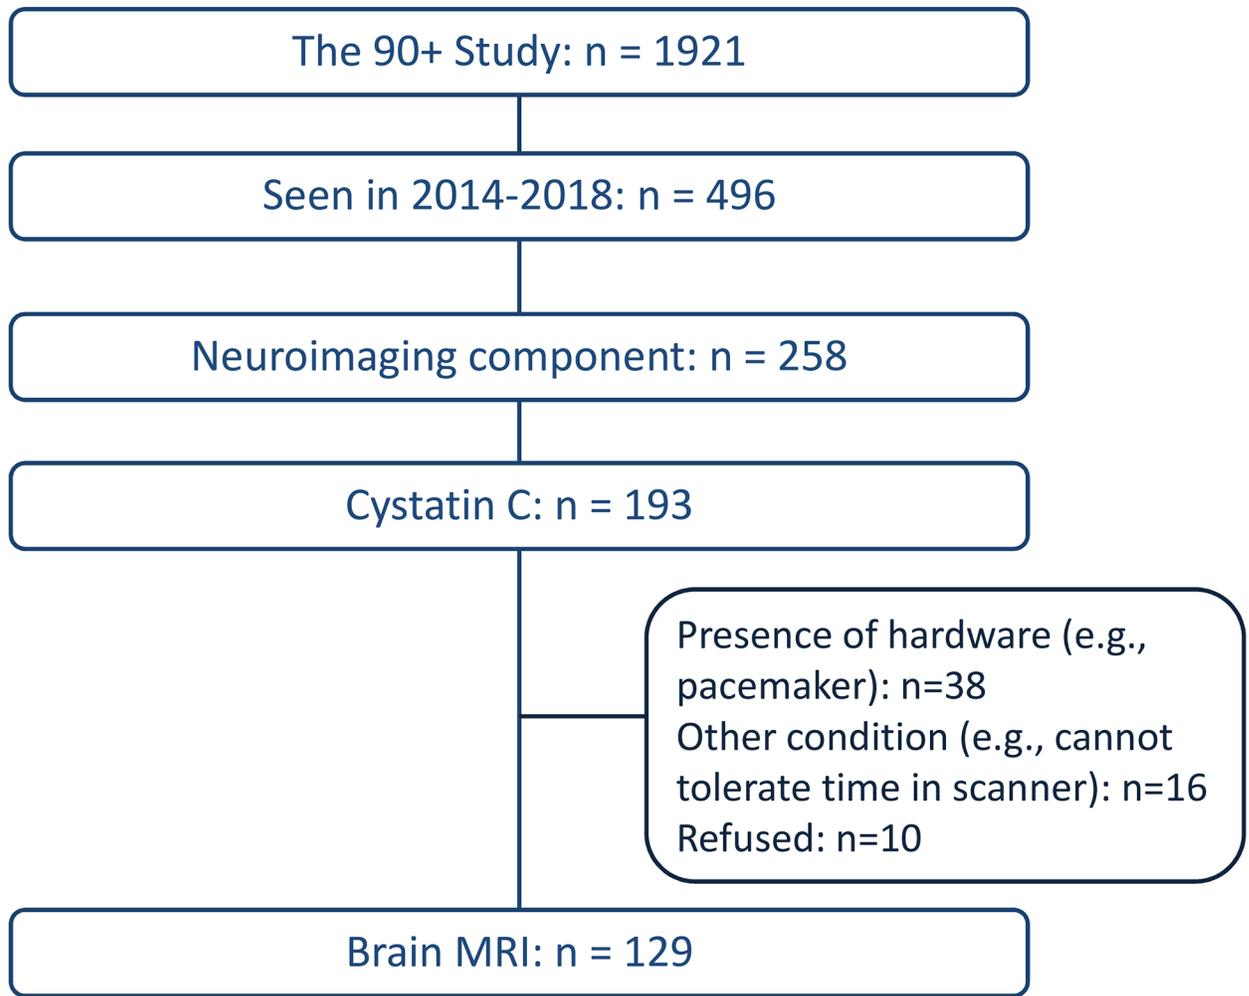 The 90+ Study: n = 1921
Seen in 2014-2018: n = 496
Neuroimaging component: n = 258
Cystatin C: n = 193
Presence of hardware (e.g.,
pacemaker): n=38
Other condition (e.g., cannot
tolerate time in scanner): n=16
Refused: n=10
Brain MRI: n = 129